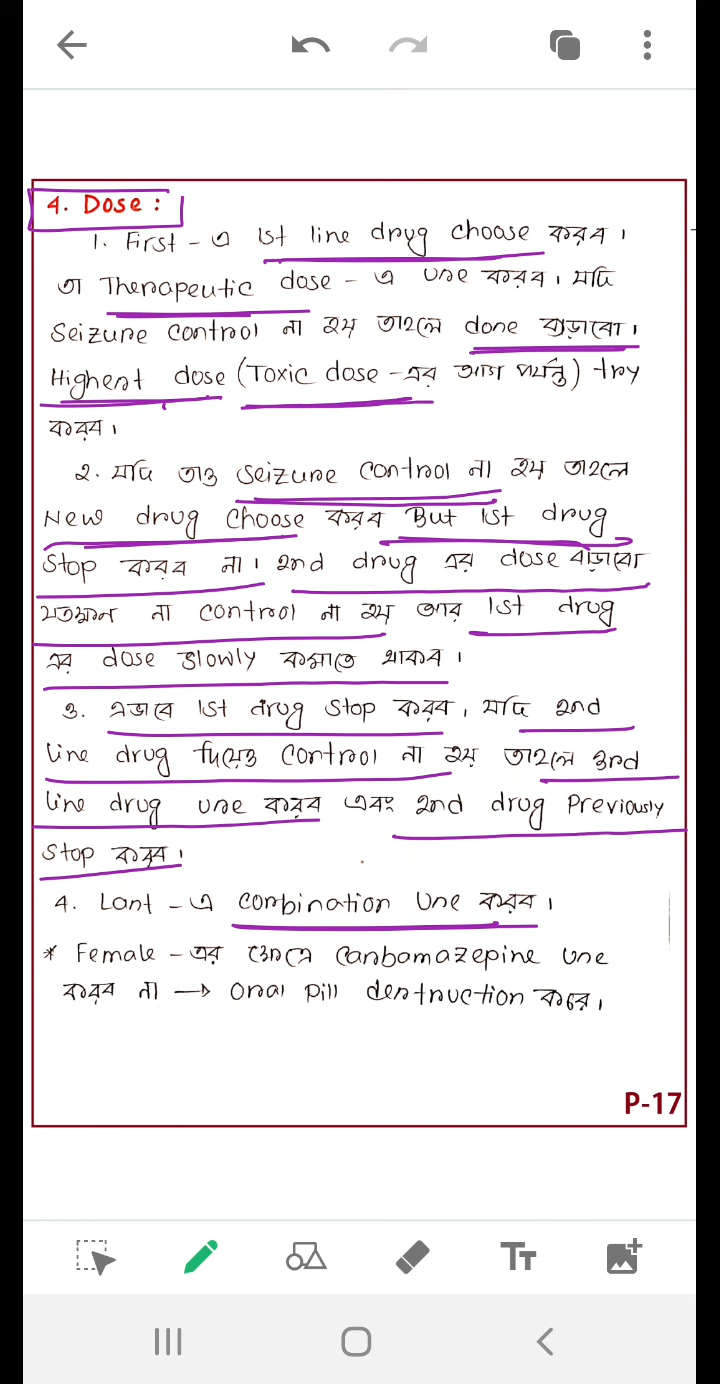 4. Dose :
1. First - এ 1st line drug choose করব ।
তা Therapeutic dose - এ use করব । যদি
Seizure control না হয় তাহলে dose বাড়াবো ।
Highest dose (Toxic dose - এর আগ পর্যন্ত) try
করব ।
২. যদি তাও seizure control না হয় তাহলে
New drug choose করব But 1st drug
stop করব না । 2nd drug এর dose বাড়াবো
যতক্ষন না control না হয় আর 1st drug
এর dose slowly কমাতে থাকব ।
৩. এভাবে 1st drug stop করব, যদি 2nd
line drug দিয়েও control না হয় তাহলে 3rd
line drug use করব এবং 2nd drug Previously
stop করব ।
4. Last - এ combination use করব ।
* Female - এর ক্ষেত্রে Carbamazepine use
করব না → Oral pill destruction করে ।
P-17
TT